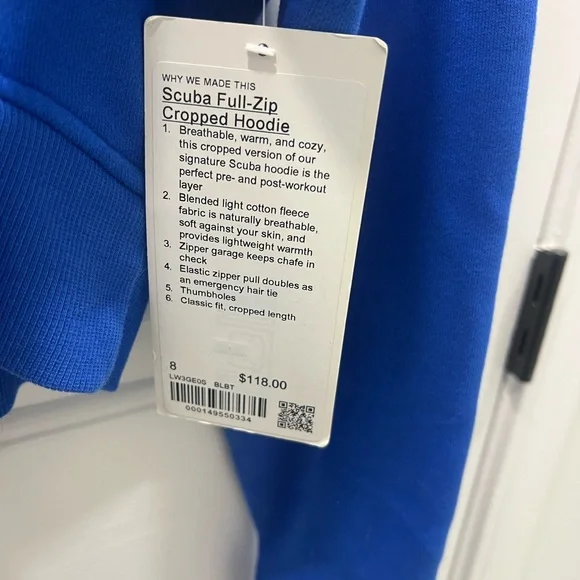 WHY WE MADE THIS
Scuba Full-Zip
Cropped Hoodie
1. Breathable, warm, and cozy,
this cropped version of our
signature Scuba hoodie is the
perfect pre- and post-workout
layer
2. Blended light cotton fleece
fabric is naturally breathable,
soft against your skin, and
provides lightweight warmth
3. Zipper garage keeps chafe in
check
4. Elastic zipper pull doubles as
an emergency hair tie
5. Thumbholes
6. Classic fit, cropped length
8
LW3GE0S BLBT $118.00
000149550334